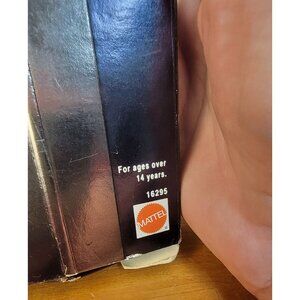 For ages over
14 years.
16295
MATTEL